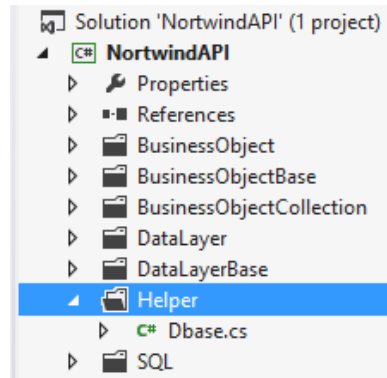 Solution 'NortwindAPI' (1 project)
C# NortwindAPI
Properties
References
BusinessObject
BusinessObjectBase
BusinessObjectCollection
DataLayer
DataLayerBase
Helper
C# Dbase.cs
SQL